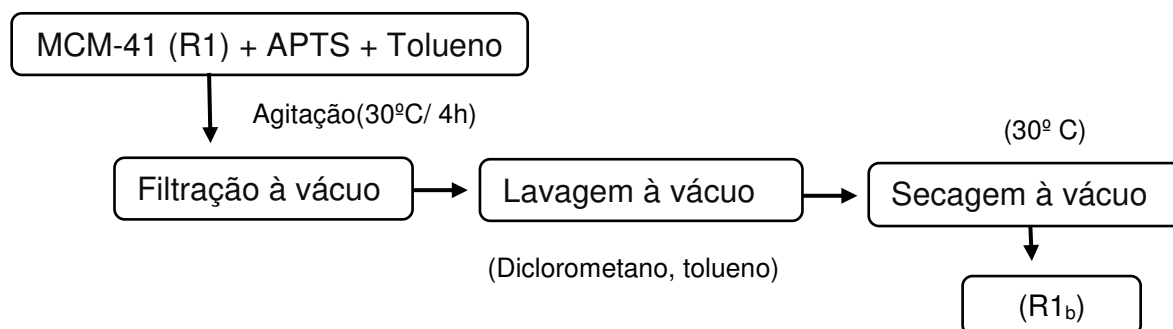 MCM-41 (R1) + APTS + Tolueno
Agitação(30ºC/ 4h)
(30º C)
Filtração à vácuo
Lavagem à vácuo
Secagem à vácuo
(Diclorometano, tolueno)
(R1b)